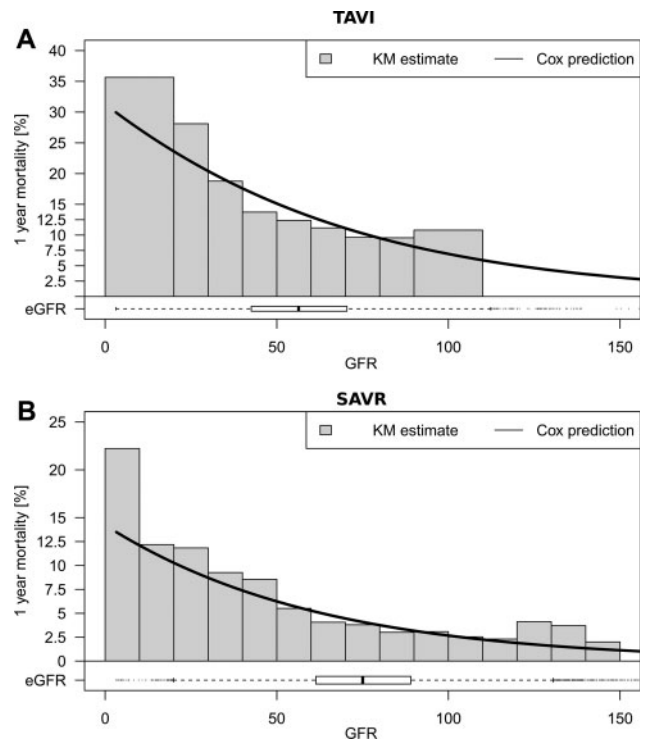 TAVI
A
KM estimate Cox prediction
1 year mortality [%]
40
35
30
25
20
15
12.5
10
7.5
5
2.5
eGFR
0 50 100 150
GFR
SAVR
B
KM estimate Cox prediction
1 year mortality [%]
25
20
15
12.5
10
7.5
5
2.5
0
eGFR
0 50 100 150
GFR